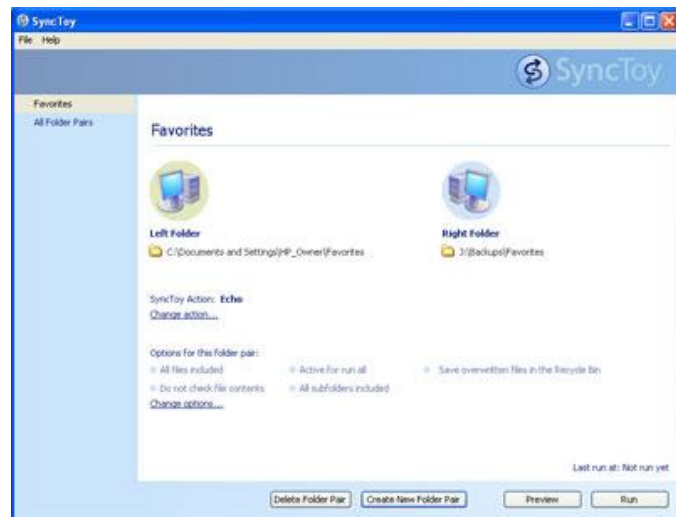 SyncToy
File Help
SyncToy
Favorites
All Folder Pairs
Favorites
Left Folder
Right Folder
C:\Documents and Settings\HP_Owner\Favorites
J:\Backups\Favorites
SyncToy Action: Echo
Change action...
Options for this folder pair:
All files included
Active for run all
Save overwritten files in the Recycle Bin
Do not check file contents
All subfolders included
Change options...
Last run at: Not run yet
Delete Folder Pair
Create New Folder Pair
Preview
Run